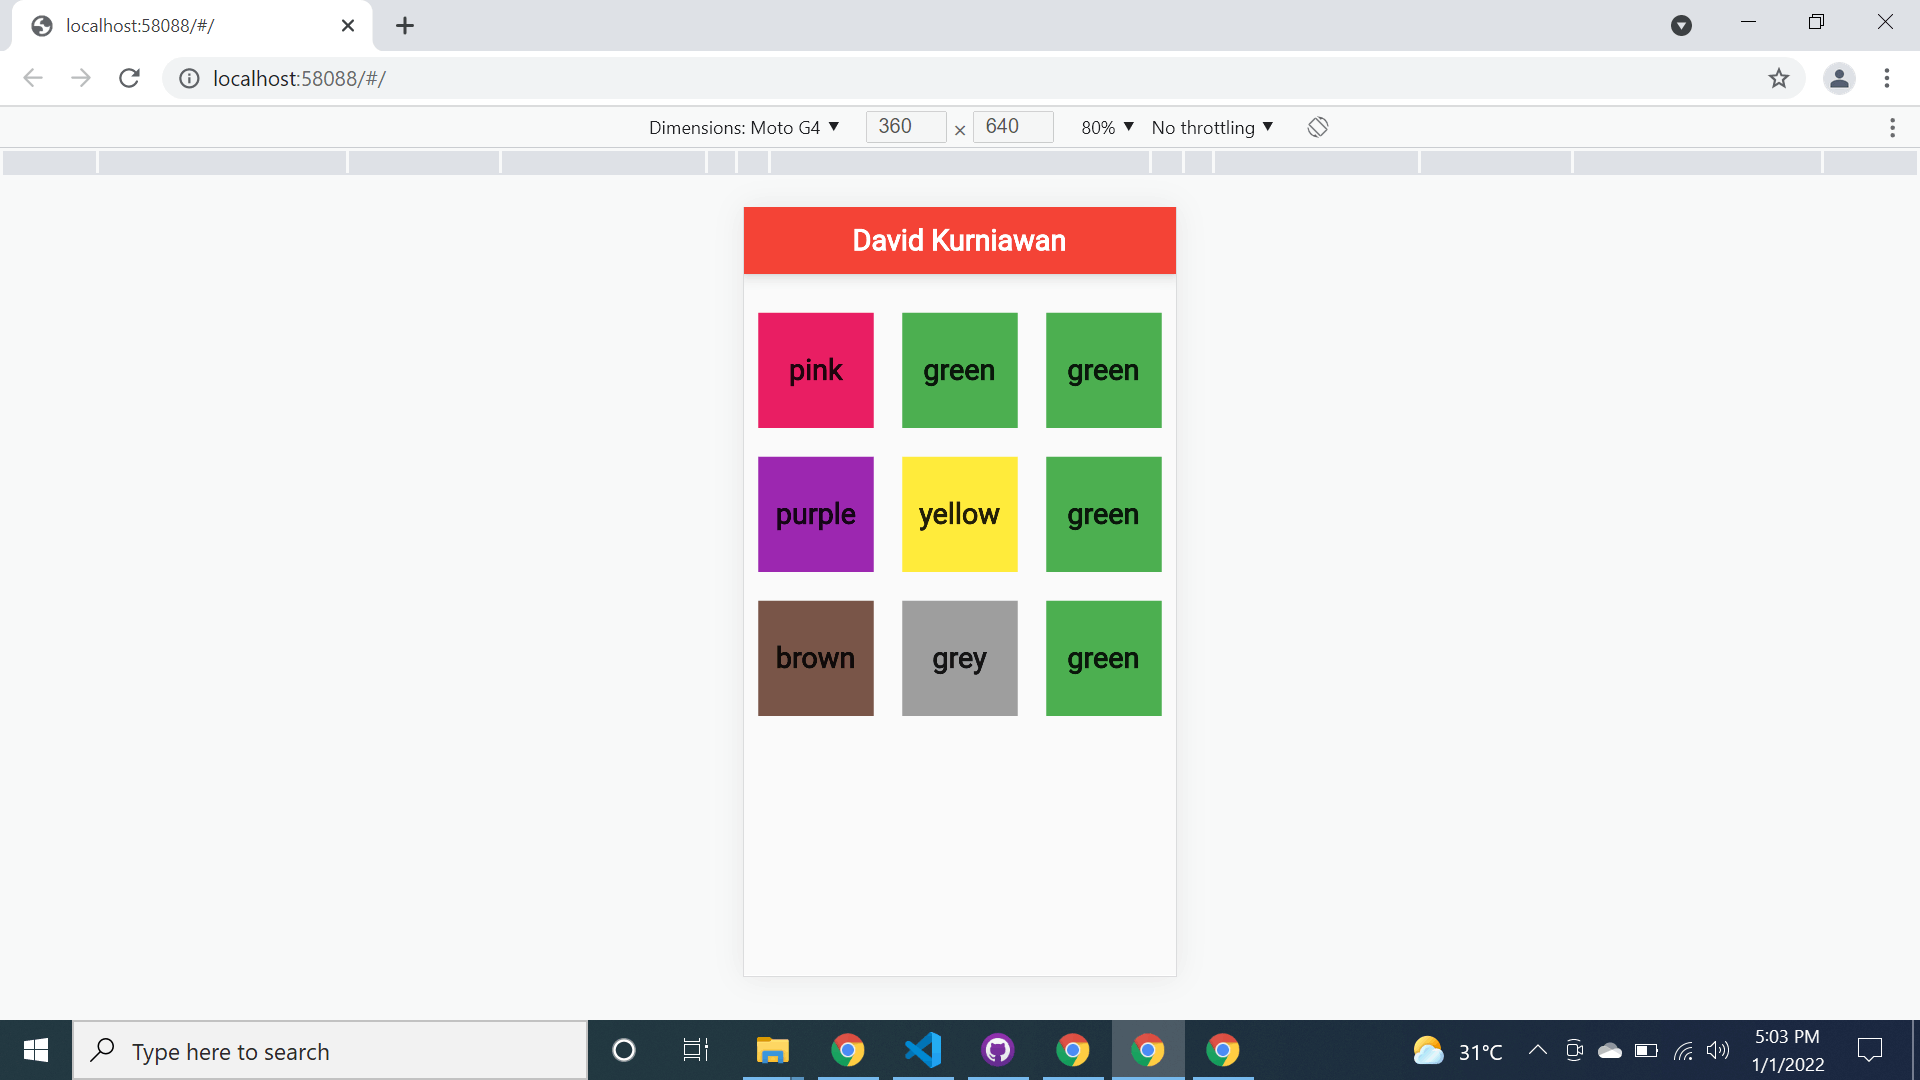 localhost:58088/#/
localhost:58088/#/
Dimensions: Moto G4 ▼ 360 × 640 80% ▼ No throttling ▼
David Kurniawan
pink green green
purple yellow green
brown grey green
Type here to search
31°C
5:03 PM
1/1/2022